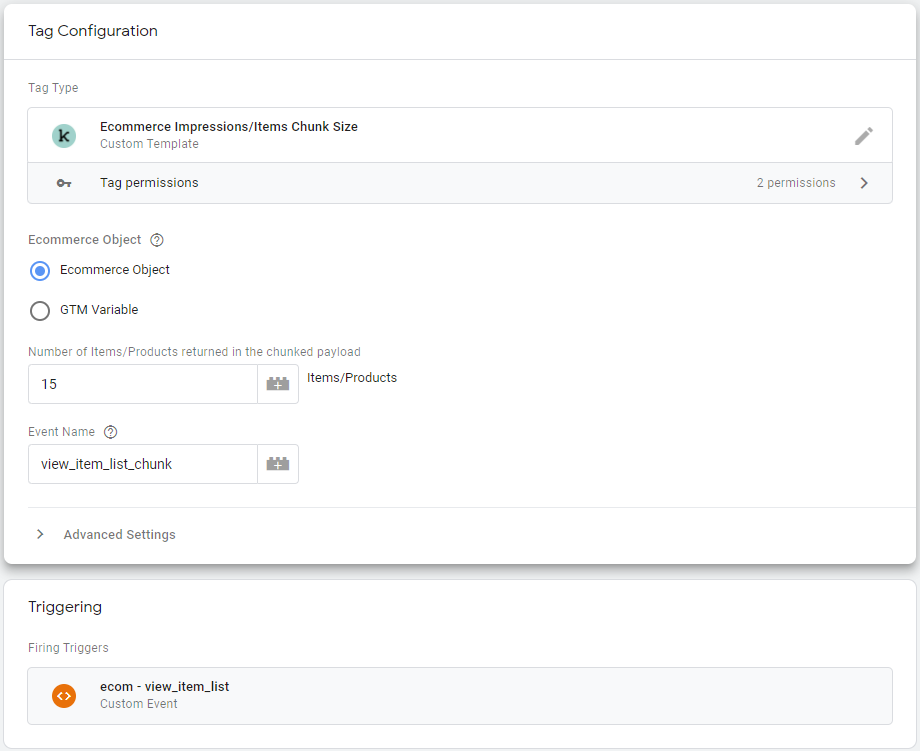 Tag Configuration
Tag Type
k
Ecommerce Impressions/Items Chunk Size
Custom Template
Tag permissions
2 permissions
Ecommerce Object
Ecommerce Object
GTM Variable
Number of Items/Products returned in the chunked payload
15
Items/Products
Event Name
view_item_list_chunk
Advanced Settings
Triggering
Firing Triggers
ecom - view_item_list
Custom Event